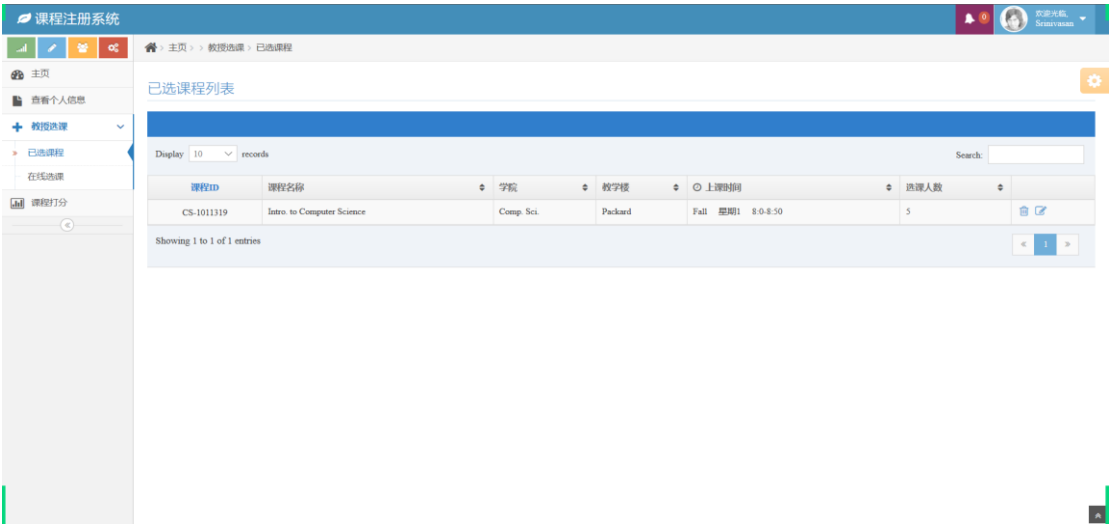 课程注册系统
0
欢迎光临,
Srinivasan
主页 > > 教授选课 > 已选课程
主页
查看个人信息
教授选课
已选课程
在线选课
课程打分
已选课程列表
Display 10 records
Search:
课程ID 课程名称 学院 教学楼 上课时间 选课人数
CS-1011319 Intro. to Computer Science Comp. Sci. Packard Fall 星期1 8:0-8:50 5
Showing 1 to 1 of 1 entries
« 1 »